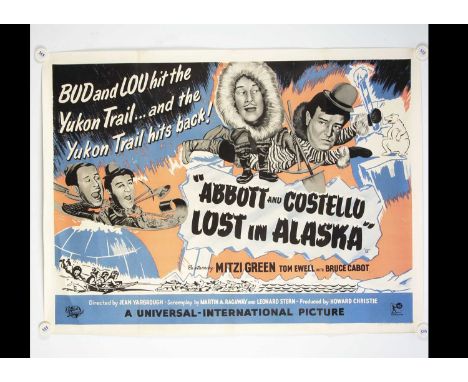 BUD and LOU hit the
Yukon Trail... and the
Yukon Trail hits back!
"ABBOTT AND COSTELLO
LOST IN ALASKA"
MITZI GREEN TOM EWELL with BRUCE CABOT
Directed by JEAN YARBROUGH · Screenplay by MARTIN A. RAGAWAY and LEONARD STERN · Produced by HOWARD CHRISTIE
A UNIVERSAL-INTERNATIONAL PICTURE